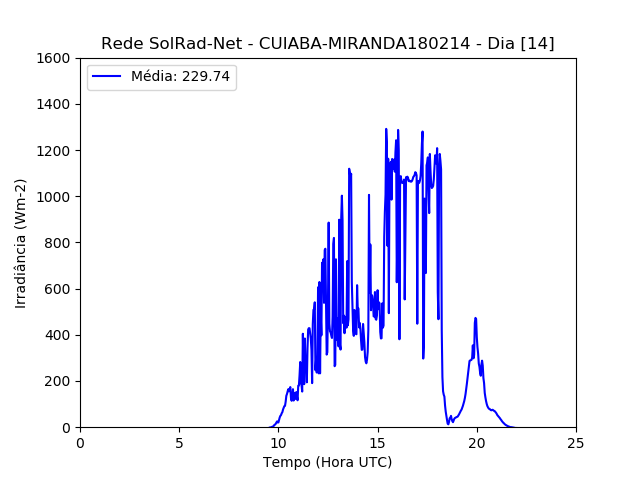 Rede SolRad-Net - CUIABA-MIRANDA180214 - Dia [14]
Média: 229.74
Irradiância (Wm-2)
1600
1400
1200
1000
800
600
400
200
0
0 5 10 15 20 25
Tempo (Hora UTC)